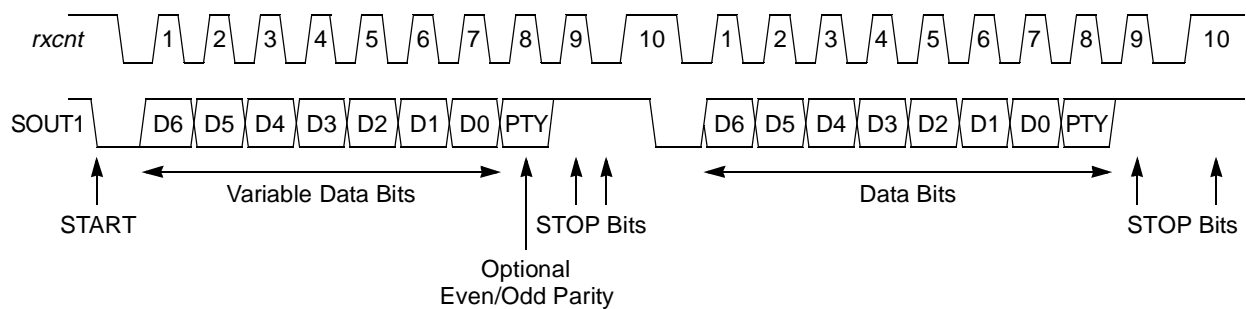 rxcnt 1 2 3 4 5 6 7 8 9 10 1 2 3 4 5 6 7 8 9 10
SOUT1 D6 D5 D4 D3 D2 D1 D0 PTY D6 D5 D4 D3 D2 D1 D0 PTY
Variable Data Bits Data Bits
START STOP Bits STOP Bits
Optional
Even/Odd Parity